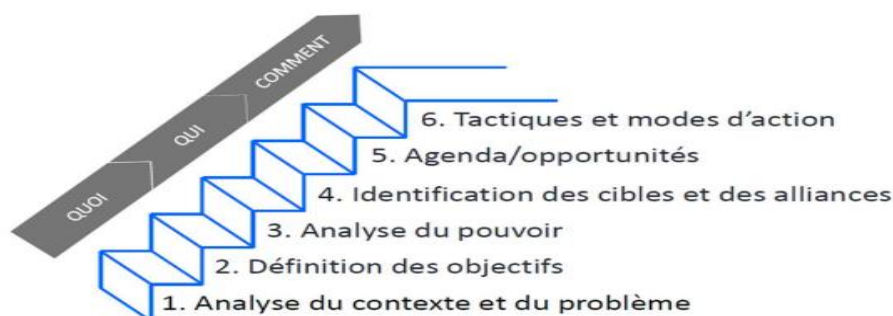 COMMENT
QUI
QUOI
6. Tactiques et modes d’action
5. Agenda/opportunités
4. Identification des cibles et des alliances
3. Analyse du pouvoir
2. Définition des objectifs
1. Analyse du contexte et du problème